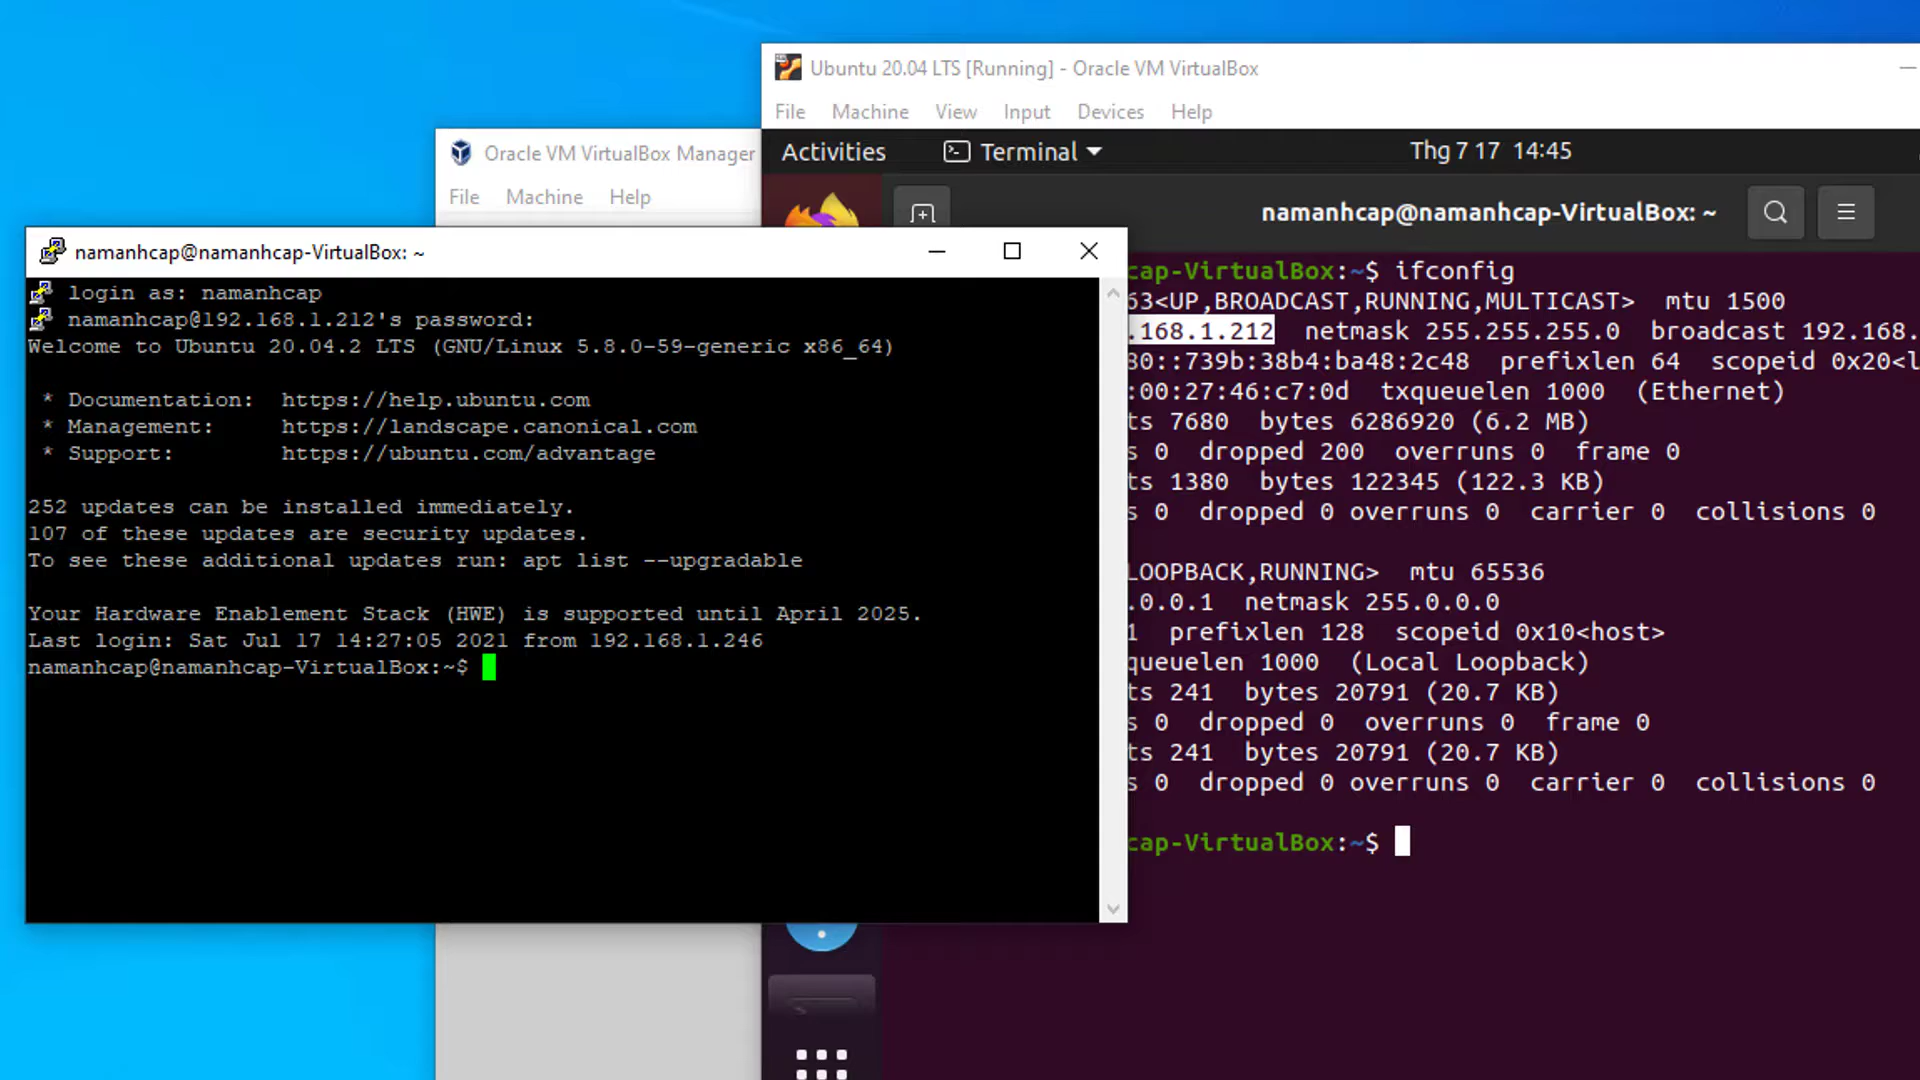 Ubuntu 20.04 LTS [Running] - Oracle VM VirtualBox
File Machine View Input Devices Help
Activities Terminal Thg 7 17 14:45
namanhcap@namanhcap-VirtualBox: ~
Oracle VM VirtualBox Manager
File Machine Help
namanhcap@namanhcap-VirtualBox: ~
login as: namanhcap
namanhcap@192.168.1.212's password:
Welcome to Ubuntu 20.04.2 LTS (GNU/Linux 5.8.0-59-generic x86_64)
* Documentation: https://help.ubuntu.com
* Management: https://landscape.canonical.com
* Support: https://ubuntu.com/advantage
252 updates can be installed immediately.
107 of these updates are security updates.
To see these additional updates run: apt list --upgradable
Your Hardware Enablement Stack (HWE) is supported until April 2025.
Last login: Sat Jul 17 14:27:05 2021 from 192.168.1.246
namanhcap@namanhcap-VirtualBox:~$
cap-VirtualBox:~$ ifconfig
63<UP,BROADCAST,RUNNING,MULTICAST> mtu 1500
.168.1.212 netmask 255.255.255.0 broadcast 192.168.
80::739b:38b4:ba48:2c48 prefixlen 64 scopeid 0x20<l
:00:27:46:c7:0d txqueuelen 1000 (Ethernet)
ts 7680 bytes 6286920 (6.2 MB)
s 0 dropped 200 overruns 0 frame 0
ts 1380 bytes 122345 (122.3 KB)
s 0 dropped 0 overruns 0 carrier 0 collisions 0
LOOPBACK,RUNNING> mtu 65536
.0.0.1 netmask 255.0.0.0
1 prefixlen 128 scopeid 0x10<host>
queuelen 1000 (Local Loopback)
ts 241 bytes 20791 (20.7 KB)
s 0 dropped 0 overruns 0 frame 0
ts 241 bytes 20791 (20.7 KB)
s 0 dropped 0 overruns 0 carrier 0 collisions 0
cap-VirtualBox:~$